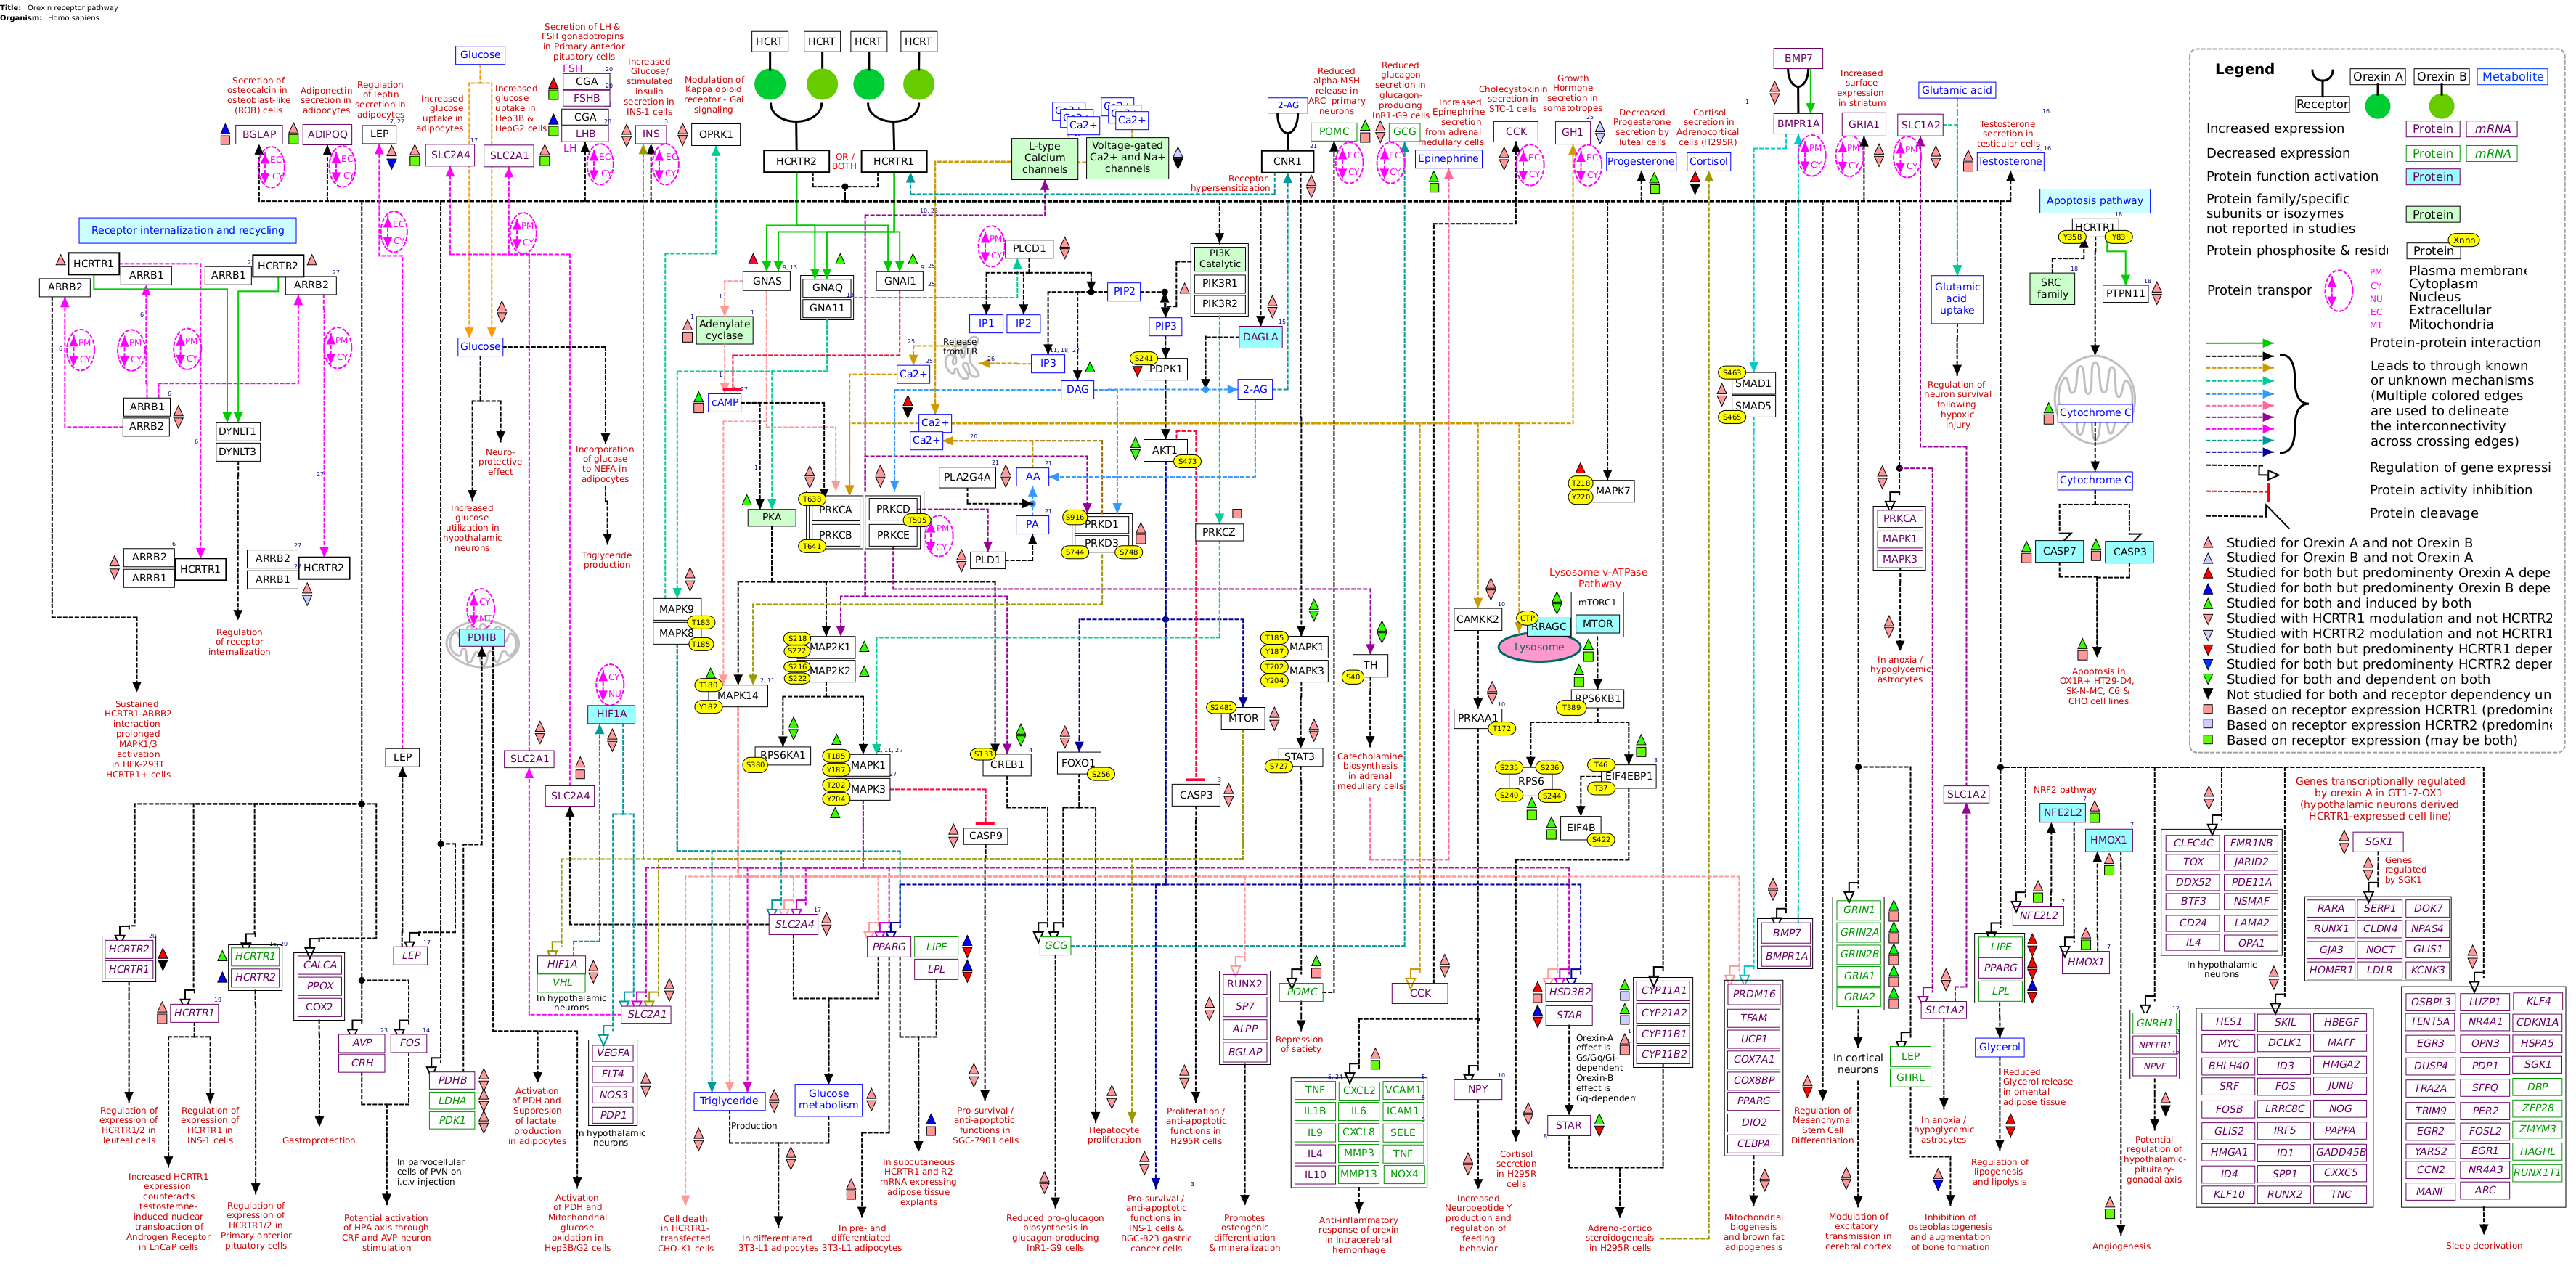 Title: Orexin receptor pathway
Organism: Homo sapiens
Secretion of
osteocalcin in
osteoblast-like
(ROB) cells
BGLAP
Adiponectin
secretion in
adipocytes
ADIPOQ
Regulation
of leptin
secretion in
adipocytes
LEP
Glucose
Increased
glucose
uptake in
adipocytes
SLC2A4
Increased
glucose
uptake in
Hep3B &
HepG2 cells
SLC2A1
Secretion of LH &
FSH gonadotropins
in Primary anterior
pituatory cells
FSH
CGA
FSHB
CGA
LHB
LH
Increased
Glucose/
stimulated
insulin
secretion in
INS-1 cells
INS
Modulation of
Kappa opioid
receptor - Gai
signaling
OPRK1
HCRT
HCRT
HCRT
HCRT
HCRTR2
OR /
BOTH
HCRTR1
Ca2+
L-type
Calcium
channels
Voltage-gated
Ca2+ and Na+
channels
2-AG
CNR1
Receptor
hypersensitization
Reduced
alpha-MSH
release in
ARC primary
neurons
POMC
Reduced
glucagon
secretion in
glucagon-
producing
InR1-G9 cells
GCG
Increased
Epinephrine
secretion
from adrenal
medullary cells
Epinephrine
Cholecystokinin
secretion in
STC-1 cells
CCK
Growth
Hormone
secretion in
somatotropes
GH1
Decreased
Progesterone
secretion by
luteal cells
Progesterone
Cortisol
secretion in
Adrenocortical
cells (H295R)
Cortisol
BMP7
BMPR1A
Increased
surface
expression
in striatum
GRIA1
Glutamic acid
SLC1A2
Testosterone
secretion in
testicular cells
Testosterone
Legend
Receptor
Orexin A
Orexin B
Metabolite
Increased expression
Protein
mRNA
Decreased expression
Protein
mRNA
Protein function activation
Protein
Protein family/specific
subunits or isozymes
not reported in studies
Protein
Protein phosphosite & residu
Protein
Xnnn
Protein transpor
PM Plasma membrane
CY Cytoplasm
NU Nucleus
EC Extracellular
MT Mitochondria
Protein-protein interaction
Leads to through known
or unknown mechanisms
(Multiple colored edges
are used to delineate
the interconnectivity
across crossing edges)
Regulation of gene expressi
Protein activity inhibition
Protein cleavage
Studied for Orexin A and not Orexin B
Studied for Orexin B and not Orexin A
Studied for both but predominenty Orexin A depe
Studied for both but predominenty Orexin B depe
Studied for both and induced by both
Studied with HCRTR1 modulation and not HCRTR2
Studied with HCRTR2 modulation and not HCRTR1
Studied for both but predominenty HCRTR1 deper
Studied for both but predominenty HCRTR2 deper
Studied for both and dependent on both
Not studied for both and receptor dependency un
Based on receptor expression HCRTR1 (predomine
Based on receptor expression HCRTR2 (predomine
Based on receptor expression (may be both)
Receptor internalization and recycling
HCRTR1
ARRB1
ARRB2
ARRB1
HCRTR2
ARRB2
ARRB1
ARRB2
DYNLT1
DYNLT3
ARRB2
ARRB1
HCRTR1
ARRB2
ARRB1
HCRTR2
Regulation
of receptor
internalization
Sustained
HCRTR1-ARRB2
interaction
prolonged
MAPK1/3
activation
in HEK-293T
HCRTR1+ cells
Glucose
Neuro-
protective
effect
Increased
glucose
utilization in
hypothalamic
neurons
Incorporation
of glucose
to NEFA in
adipocytes
Triglyceride
production
PDHB
HIF1A
LEP
SLC2A1
SLC2A4
GNAS
GNAQ
GNA11
GNAI1
PLCD1
Adenylate
cyclase
cAMP
PIP2
IP1
IP2
IP3
Release
from ER
Ca2+
DAG
PIP3
S241
PDPK1
PI3K
Catalytic
PIK3R1
PIK3R2
DAGLA
2-AG
Ca2+
Ca2+
AKT1
S473
PLA2G4A
AA
PA
PLD1
PKA
T638
PRKCA
PRKCB
T641
PRKCD
T505
PRKCE
S916
PRKD1
PRKD3
S744
S748
PRKCZ
MAPK9
T183
MAPK8
T185
T180
MAPK14
Y182
S218
S222
MAP2K1
S216
S222
MAP2K2
RPS6KA1
S380
T185
Y187
MAPK1
T202
Y204
MAPK3
S133
CREB1
FOXO1
S256
CASP9
CASP3
S2481
MTOR
T185
Y187
MAPK1
T202
Y204
MAPK3
STAT3
S727
TH
S40
Catecholamine
biosynthesis
in adrenal
medullary cells
CAMKK2
PRKAA1
T172
T218
Y220
MAPK7
Lysosome v-ATPase
Pathway
mTORC1
MTOR
GTP
RRAGC
Lysosome
RPS6KB1
T389
S235
S236
RPS6
S240
S244
T46
EIF4EBP1
T37
EIF4B
S422
S463
SMAD1
SMAD5
S465
Glutamic
acid
uptake
Regulation of
neuron survival
following
hypoxic
injury
PRKCA
MAPK1
MAPK3
In anoxia /
hypoglycemic
astrocytes
SLC1A2
Apoptosis pathway
HCRTR1
Y358
Y83
SRC
family
PTPN11
Cytochrome C
Cytochrome C
CASP7
CASP3
Apoptosis in
OX1R+ HT29-D4,
SK-N-MC, C6 &
CHO cell lines
HCRTR2
HCRTR1
Regulation of
expression of
HCRTR1/2 in
leuteal cells
HCRTR1
Regulation of
expression of
HCRTR1 in
INS-1 cells
Increased HCRTR1
expression
counteracts
testosterone-
induced nuclear
transloaction of
Androgen Receptor
in LnCaP cells
HCRTR1
HCRTR2
Regulation of
expression of
HCRTR1/2 in
Primary anterior
pituitary cells
CALCA
PPOX
COX2
Gastroprotection
AVP
CRH
FOS
In parvocellular
cells of PVN on
i.c.v injection
Potential activation
of HPA axis through
CRF and AVP neuron
stimulation
LEP
PDHB
LDHA
PDK1
Activation
of PDH and
Suppresion
of lactate
production
in adipocytes
Activation
of PDH and
Mitochondrial
glucose
oxidation in
Hep3B/G2 cells
HIF1A
VHL
In hypothalamic
neurons
SLC2A1
VEGFA
FLT4
NOS3
PDP1
In hypothalamic
neurons
Cell death
in HCRTR1-
transfected
CHO-K1 cells
SLC2A4
Triglyceride
Production
Glucose
metabolism
In differentiated
3T3-L1 adipocytes
In pre- and
differentiated
3T3-L1 adipocytes
PPARG
LIPE
LPL
In subcutaneous
HCRTR1 and R2
mRNA expressing
adipose tissue
explants
Pro-survival /
anti-apoptotic
functions in
SGC-7901 cells
GCG
Reduced pro-glucagon
biosynthesis in
glucagon-producing
InR1-G9 cells
Hepatocyte
proliferation
Pro-survival /
anti-apoptotic
functions in
INS-1 cells &
BGC-823 gastric
cancer cells
Proliferation /
anti-apoptotic
functions in
H295R cells
RUNX2
SP7
ALPP
BGLAP
Promotes
osteogenic
differentiation
& mineralization
POMC
Repression
of satiety
TNF
CXCL2
VCAM1
IL1B
IL6
ICAM1
IL9
CXCL8
SELE
IL4
MMP3
TNF
IL10
MMP13
NOX4
Anti-inflammatory
response of orexin
in Intracerebral
hemorrhage
CCK
NPY
Increased
Neuropeptide Y
production and
regulation of
feeding
behavior
Cortisol
secretion
in H295R
cells
HSD3B2
STAR
Orexin-A
effect is
Gs/Gq/Gi-
dependent
Orexin-B
effect is
Gq-dependen
STAR
CYP11A1
CYP21A2
CYP11B1
CYP11B2
Adreno-cortico
steroidogenesis
in H295R cells
PRDM16
TFAM
UCP1
COX7A1
COX8BP
PPARG
DIO2
CEBPA
Mitochondrial
biogenesis
and brown fat
adipogenesis
BMP7
BMPR1A
Regulation of
Mesenchymal
Stem Cell
Differentiation
GRIN1
GRIN2A
GRIN2B
GRIA1
GRIA2
In cortical
neurons
Modulation of
excitatory
transmission in
cerebral cortex
LEP
GHRL
Inhibition of
osteoblastogenesis
and augmentation
of bone formation
SLC1A2
In anoxia /
hypoglycemic
astrocytes
LIPE
PPARG
LPL
Glycerol
Reduced
Glycerol release
in omental
adipose tissue
Regulation of
lipogenesis
and lipolysis
NRF2 pathway
NFE2L2
HMOX1
NFE2L2
HMOX1
Angiogenesis
GNRH1
NPFFR1
NPVF
Potential
regulation of
hypothalamic-
pituitary-
gonadal axis
Genes transcriptionally regulated
by orexin A in GT1-7-OX1
(hypothalamic neurons derived
HCRTR1-expressed cell line)
CLEC4C
FMR1NB
TOX
JARID2
DDX52
PDE11A
BTF3
NSMAF
CD24
LAMA2
IL4
OPA1
In hypothalamic
neurons
SGK1
Genes
regulated
by SGK1
RARA
SERP1
DOK7
RUNX1
CLDN4
NPAS4
GJA3
NOCT
GLIS1
HOMER1
LDLR
KCNK3
HES1
SKIL
HBEGF
MYC
DCLK1
MAFF
BHLH40
ID3
HMGA2
SRF
FOS
JUNB
FOSB
LRRC8C
NOG
GLIS2
IRF5
PAPPA
HMGA1
ID1
GADD45B
ID4
SPP1
CXXC5
KLF10
RUNX2
TNC
OSBPL3
LUZP1
KLF4
TENT5A
NR4A1
CDKN1A
EGR3
OPN3
HSPA5
DUSP4
PDP1
SGK1
TRA2A
SFPQ
DBP
TRIM9
PER2
ZFP28
EGR2
FOSL2
ZMYM3
YARS2
EGR1
HAGHL
CCN2
NR4A3
RUNX1T1
MANF
ARC
Sleep deprivation